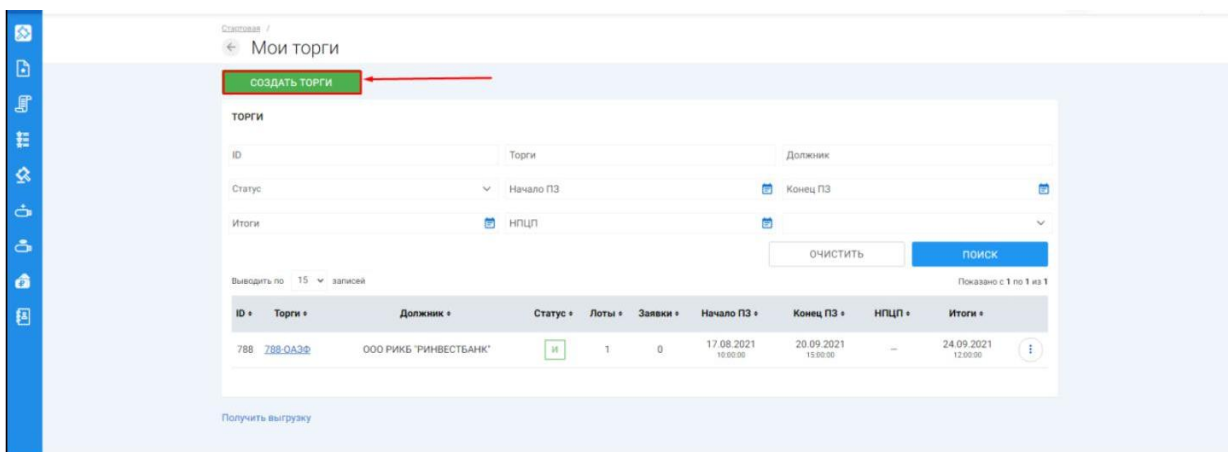 Стартовая /
Мои торги
СОЗДАТЬ ТОРГИ
ТОРГИ
ID Торги Должник
Статус Начало ПЗ Конец ПЗ
Итоги НПЦП
ОЧИСТИТЬ ПОИСК
Выводить по 15 записей Показано с 1 по 1 из 1
ID Торги Должник Статус Лоты Заявки Начало ПЗ Конец ПЗ НПЦП Итоги
788 788-ОАЗФ ООО РИКБ "РИНВЕСТБАНК" И 1 0 17.08.2021 20.09.2021 — 24.09.2021
10:00:00 15:00:00 12:00:00
Получить выгрузку